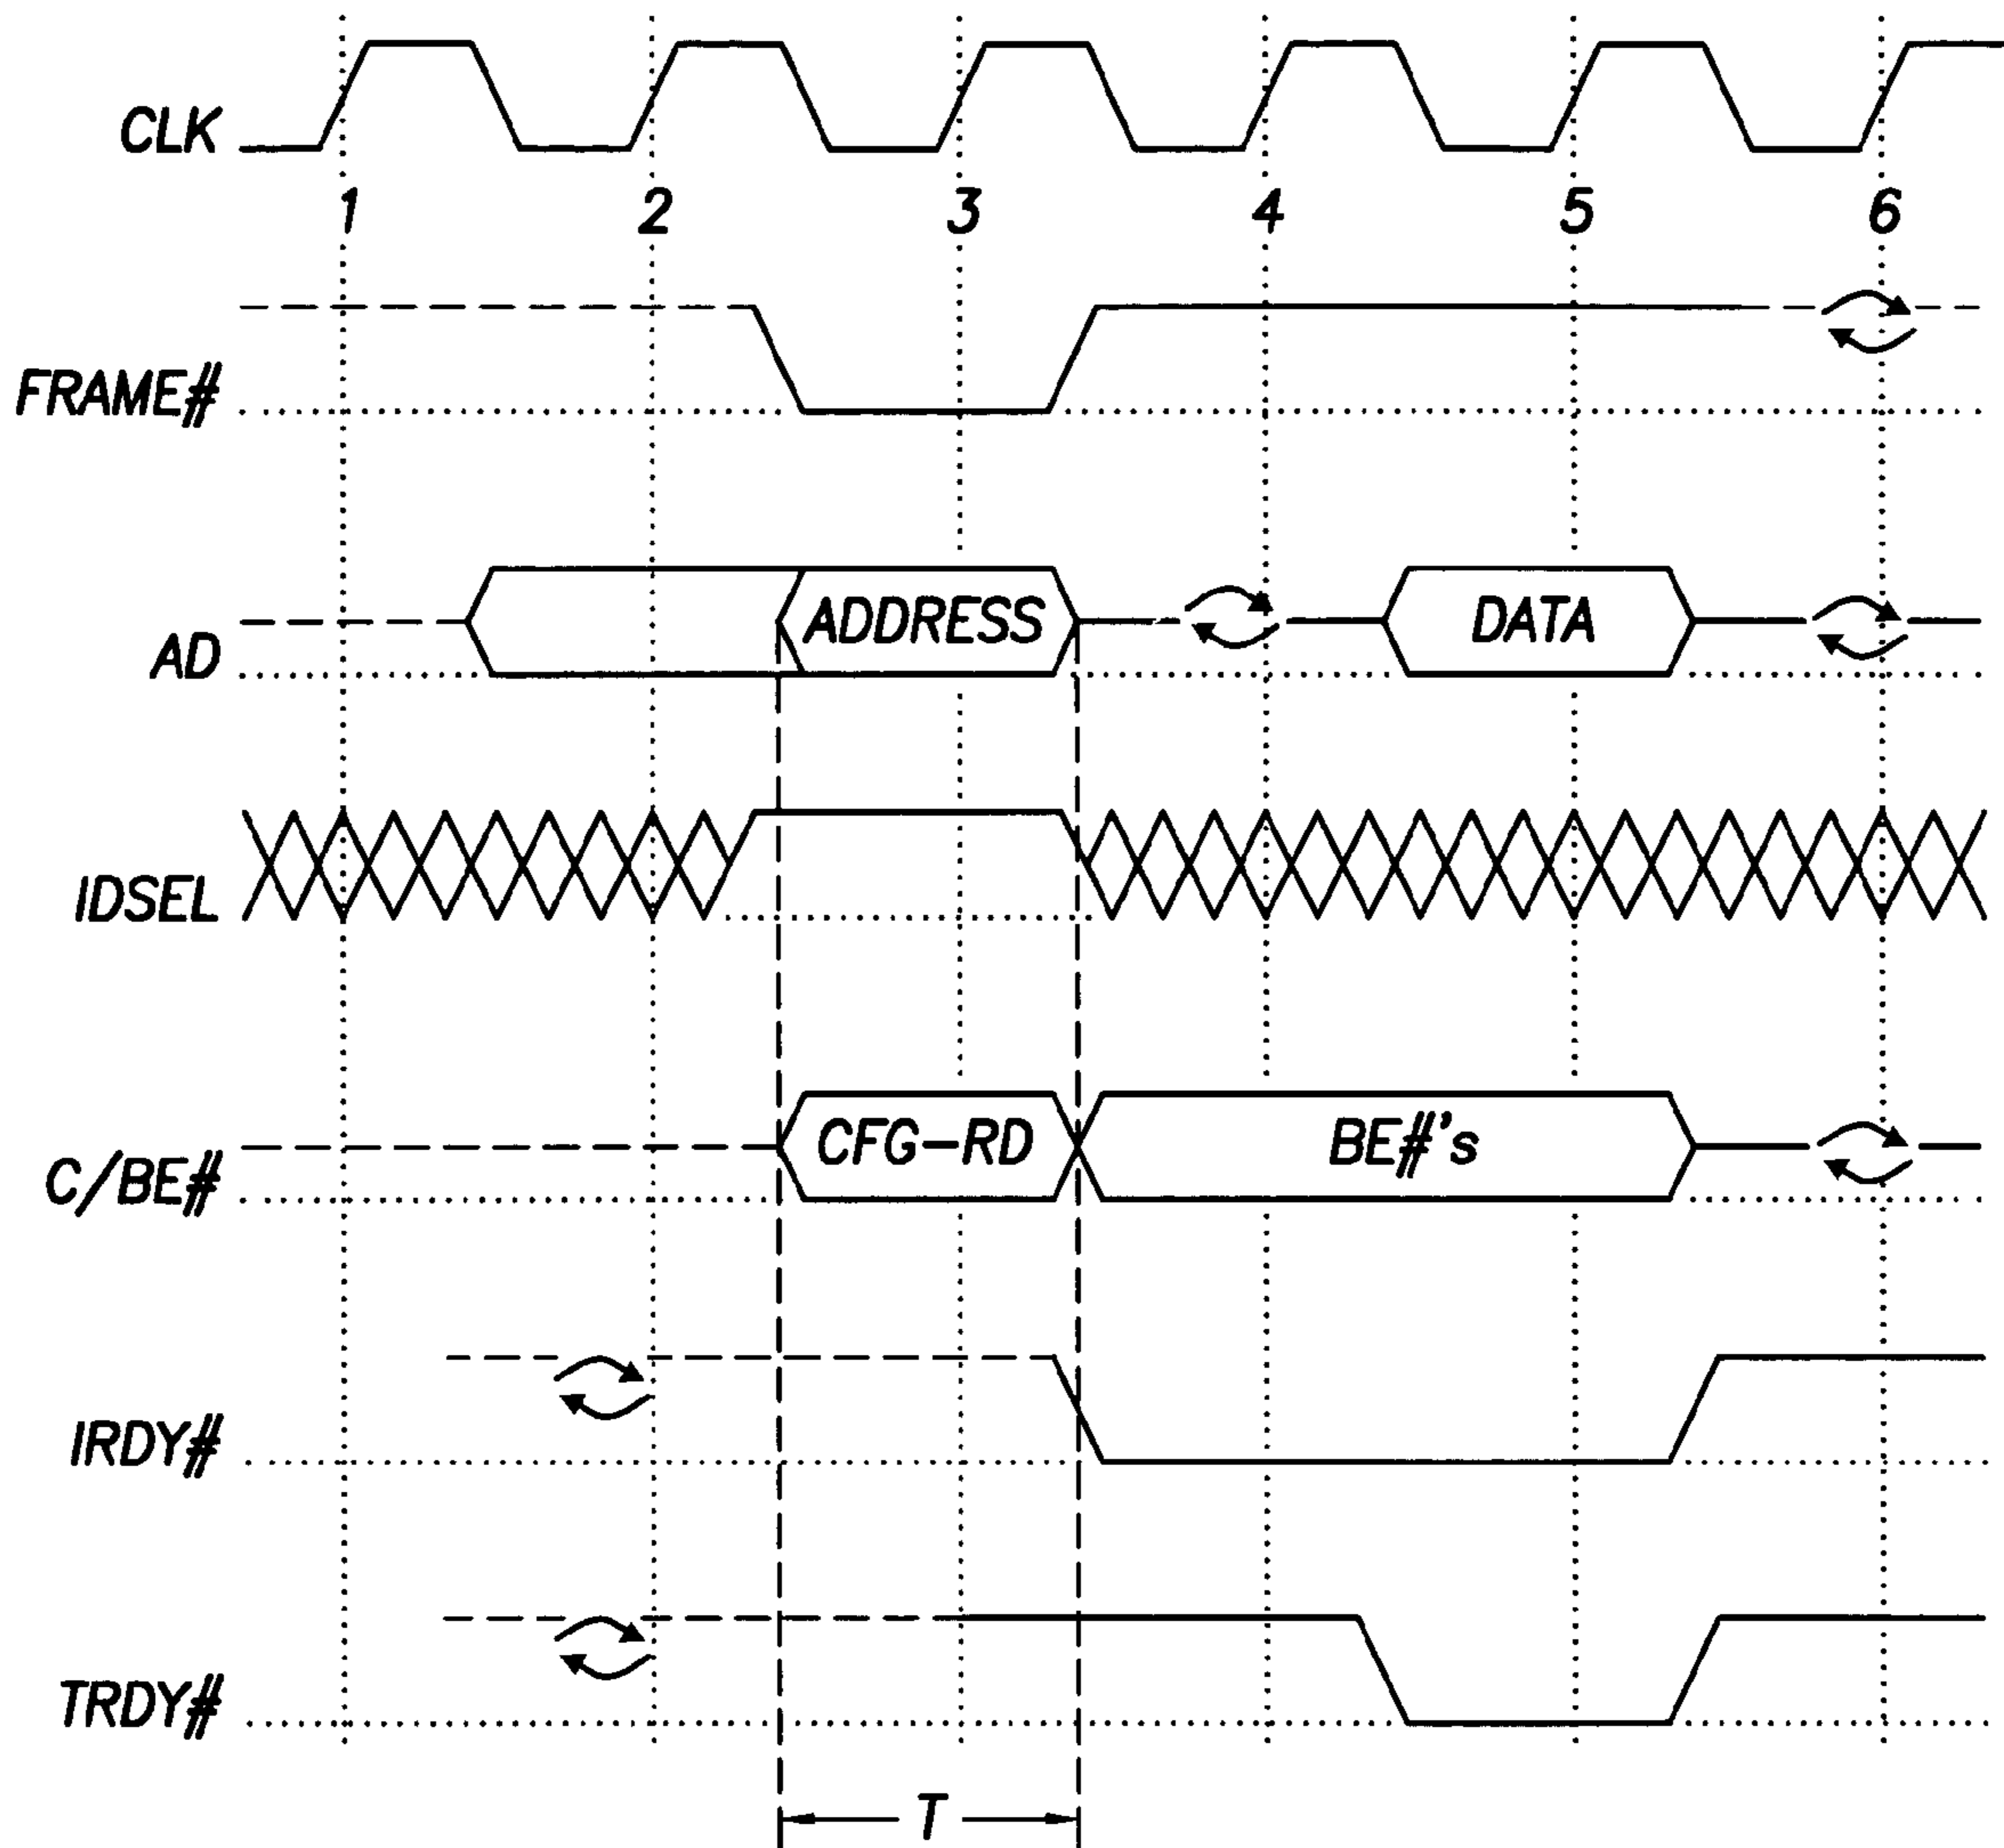 CLK
1 2 3 4 5 6
FRAME#
AD
ADDRESS
DATA
IDSEL
C/BE#
CFG-RD
BE#'s
IRDY#
TRDY#
T